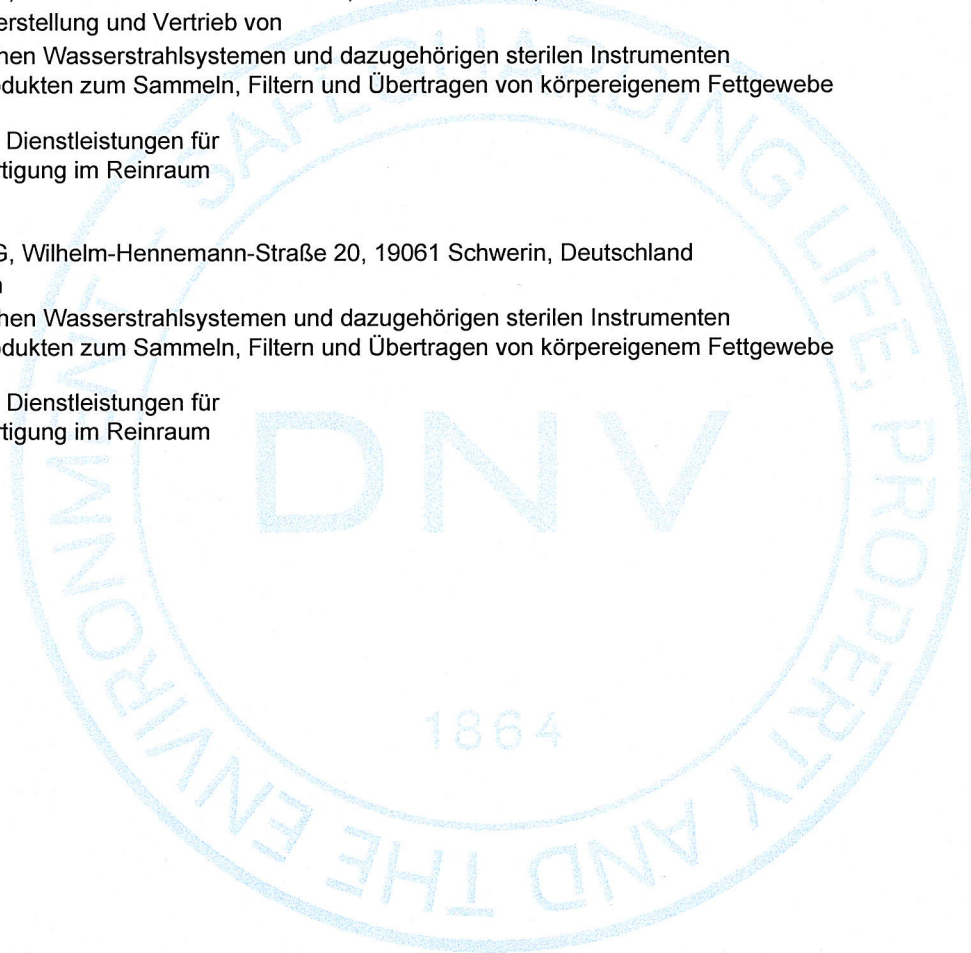 erstellung und Vertrieb von
hen Wasserstrahlsystemen und dazugehörigen sterilen Instrumenten
dukten zum Sammeln, Filtern und Übertragen von körpereigenem Fettgewebe
Dienstleistungen für
tigung im Reinraum
G, Wilhelm-Hennemann-Straße 20, 19061 Schwerin, Deutschland
n
hen Wasserstrahlsystemen und dazugehörigen sterilen Instrumenten
dukten zum Sammeln, Filtern und Übertragen von körpereigenem Fettgewebe
Dienstleistungen für
tigung im Reinraum
SAFEGUARDING LIFE, PROPERTY AND THE ENVIRONMENT
DNV
1864